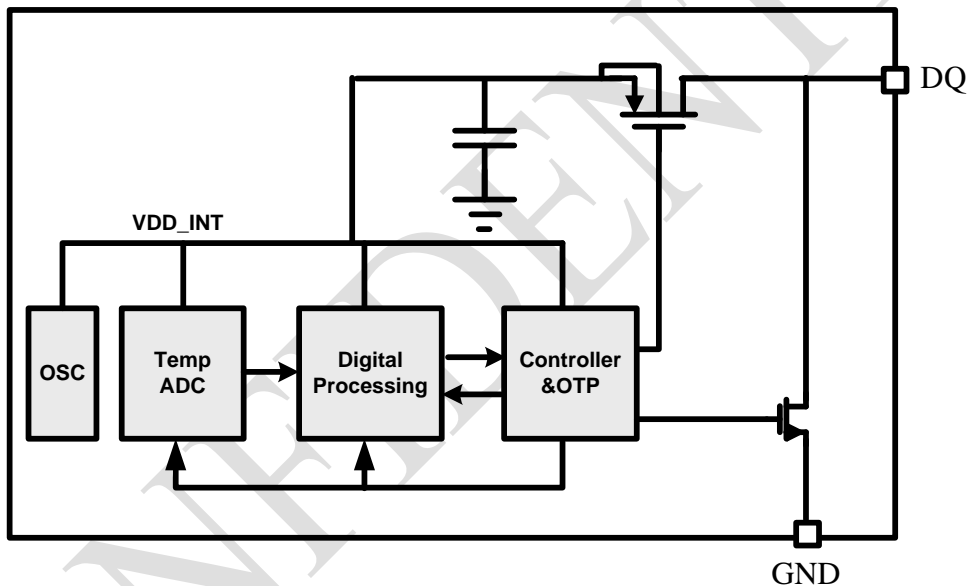 DQ
VDD_INT
OSC
Temp
ADC
Digital
Processing
Controller
&OTP
GND